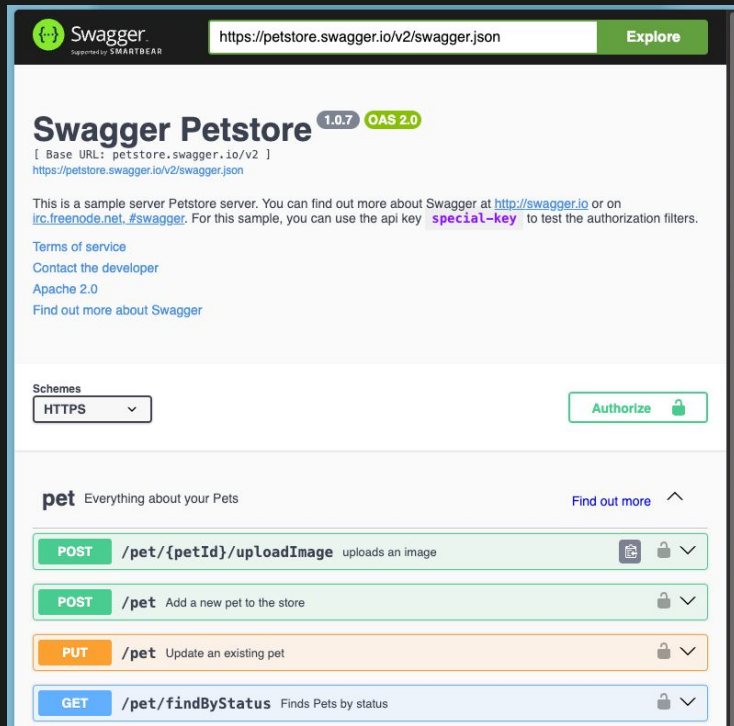 Swagger.
Supported by SMARTBEAR
https://petstore.swagger.io/v2/swagger.json
Explore
Swagger Petstore 1.0.7 OAS 2.0
[ Base URL: petstore.swagger.io/v2 ]
https://petstore.swagger.io/v2/swagger.json
This is a sample server Petstore server. You can find out more about Swagger at http://swagger.io or on
irc.freenode.net, #swagger. For this sample, you can use the api key special-key to test the authorization filters.
Terms of service
Contact the developer
Apache 2.0
Find out more about Swagger
Schemes
HTTPS
Authorize
pet Everything about your Pets
Find out more
POST /pet/{petId}/uploadImage uploads an image
POST /pet Add a new pet to the store
PUT /pet Update an existing pet
GET /pet/findByStatus Finds Pets by status